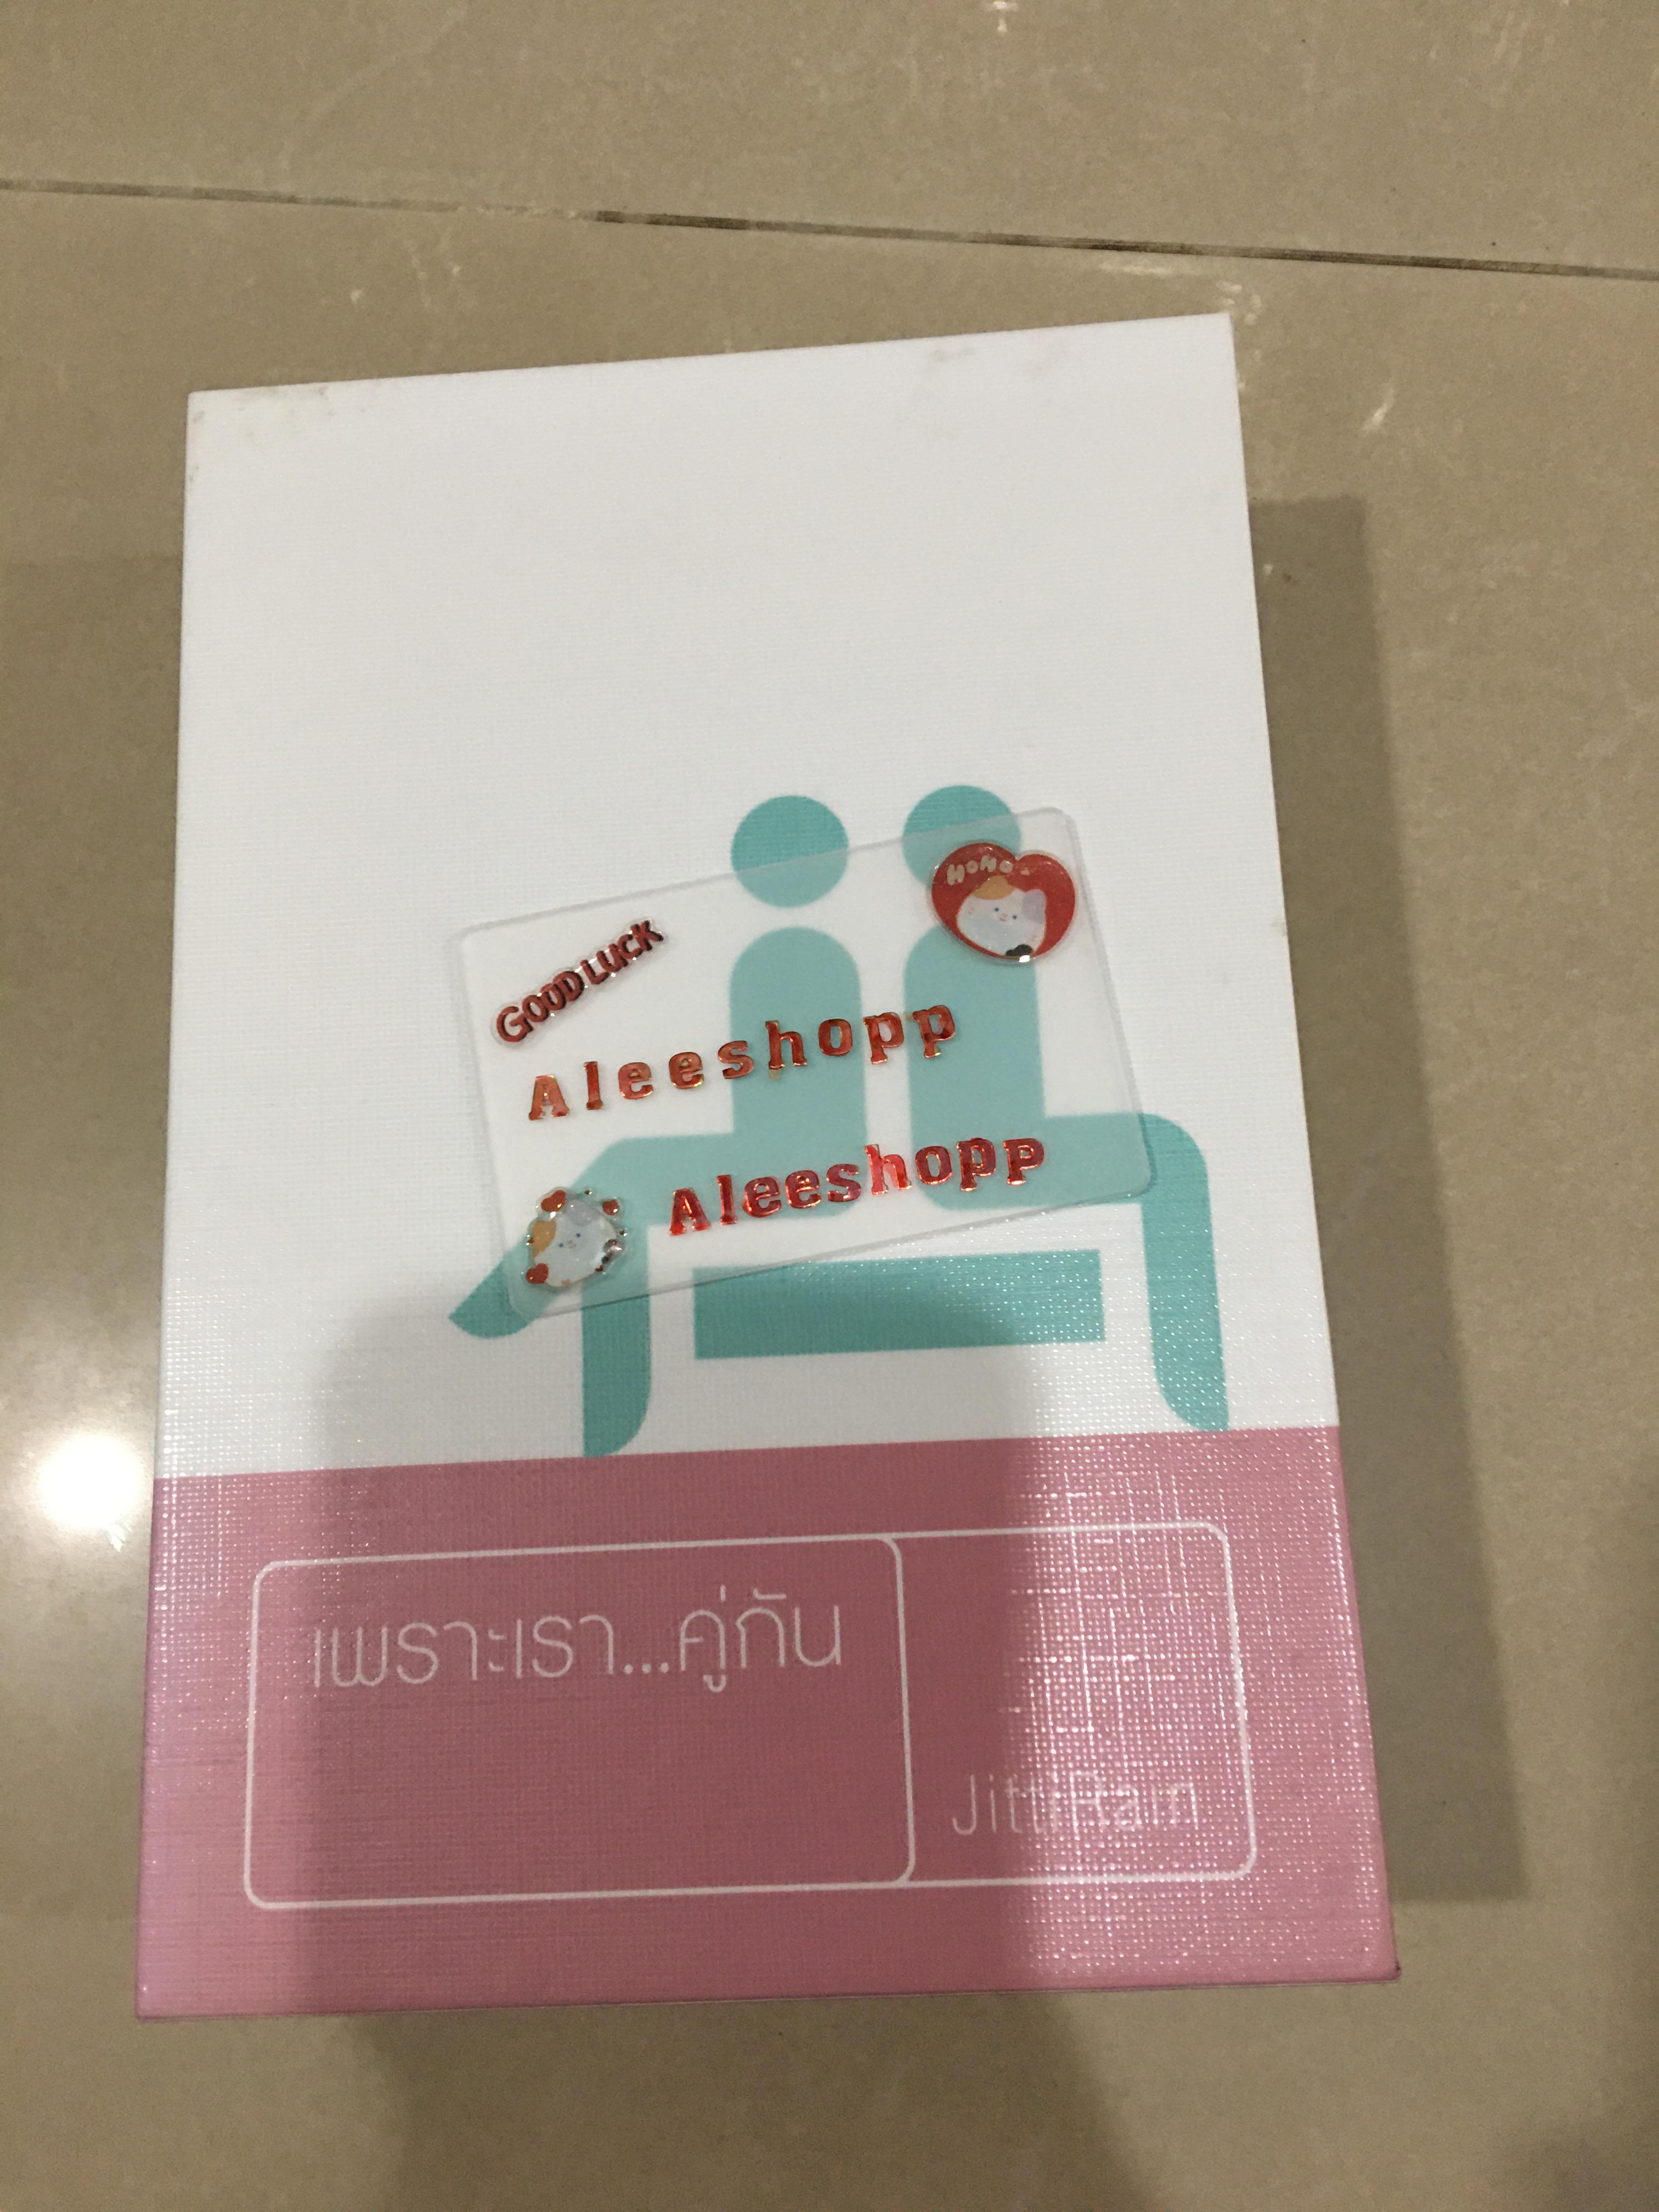 GOOD LUCK
HoHo
Aleeshopp
Aleeshopp
เพราะเรา...คู่กัน
JittiRain